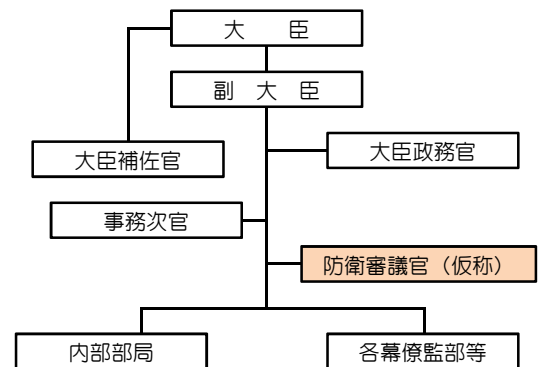 大　臣
副 大 臣
大臣補佐官
大臣政務官
事務次官
防衛審議官（仮称）
内部部局
各幕僚監部等